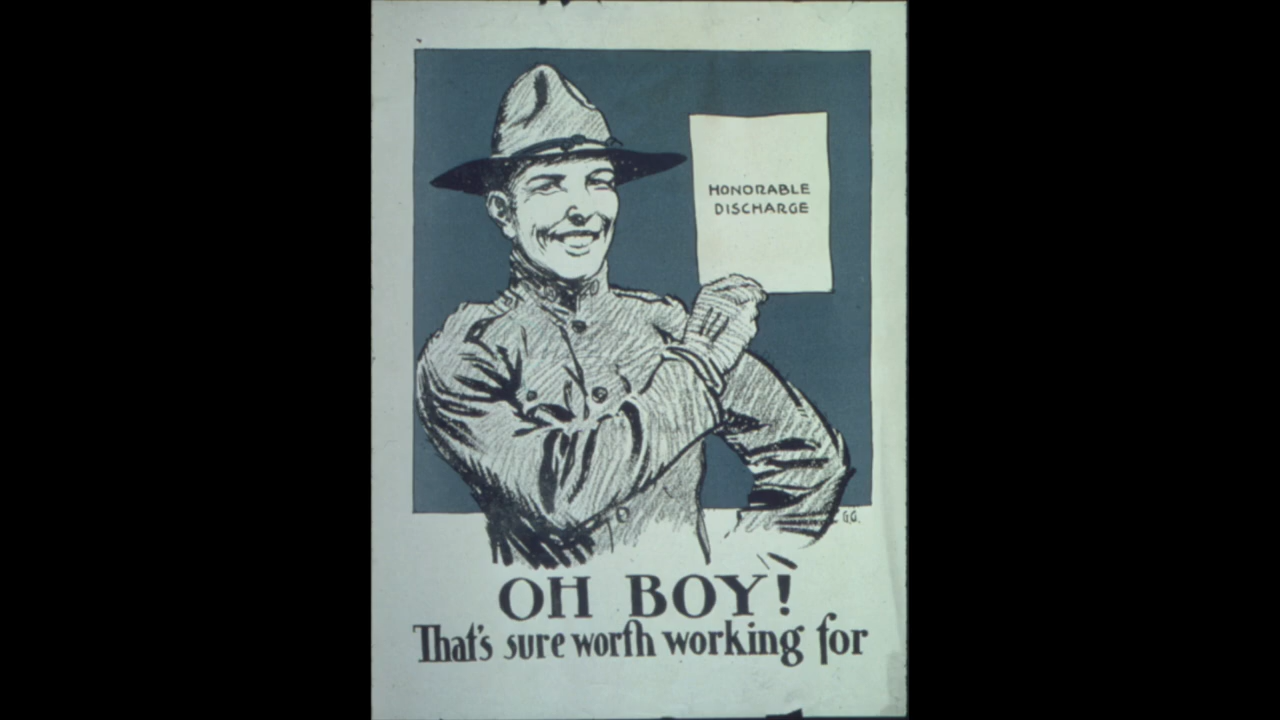 HONORABLE
DISCHARGE
G.G.
OH BOY!
That's sure worth working for